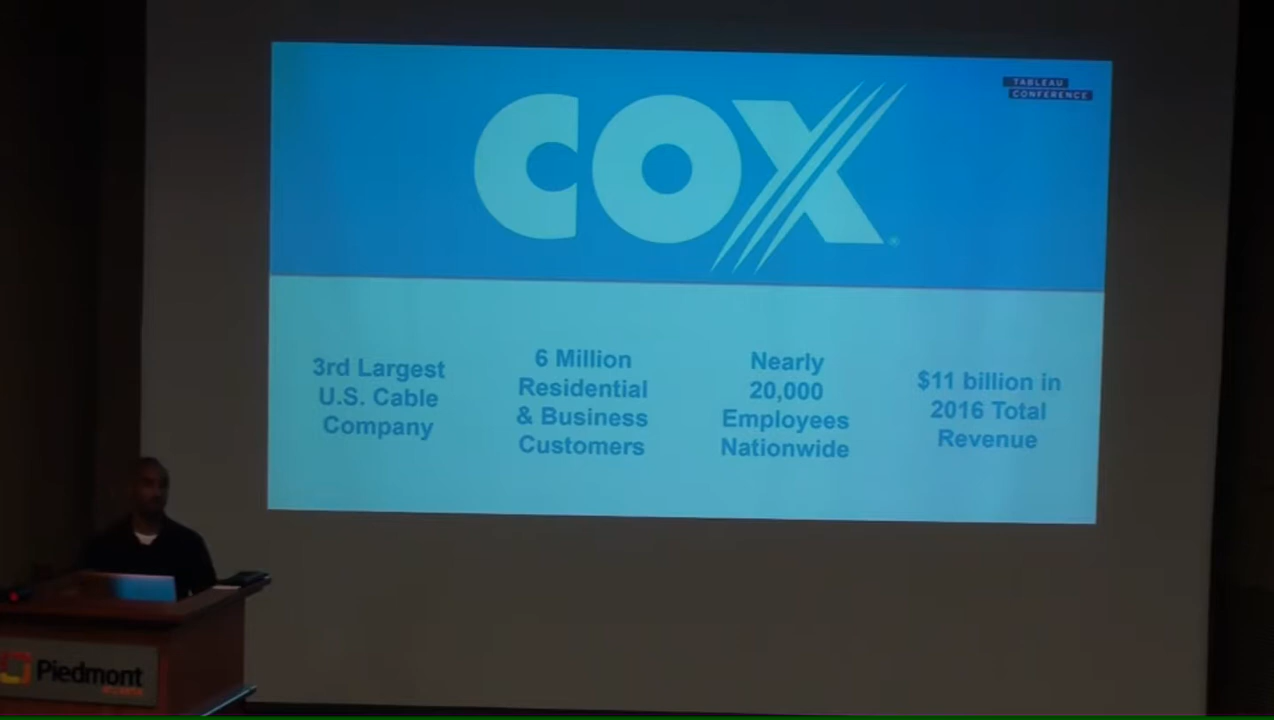 TABLEAU
CONFERENCE
COX
®
3rd Largest
U.S. Cable
Company
6 Million
Residential
& Business
Customers
Nearly
20,000
Employees
Nationwide
$11 billion in
2016 Total
Revenue
Piedmont